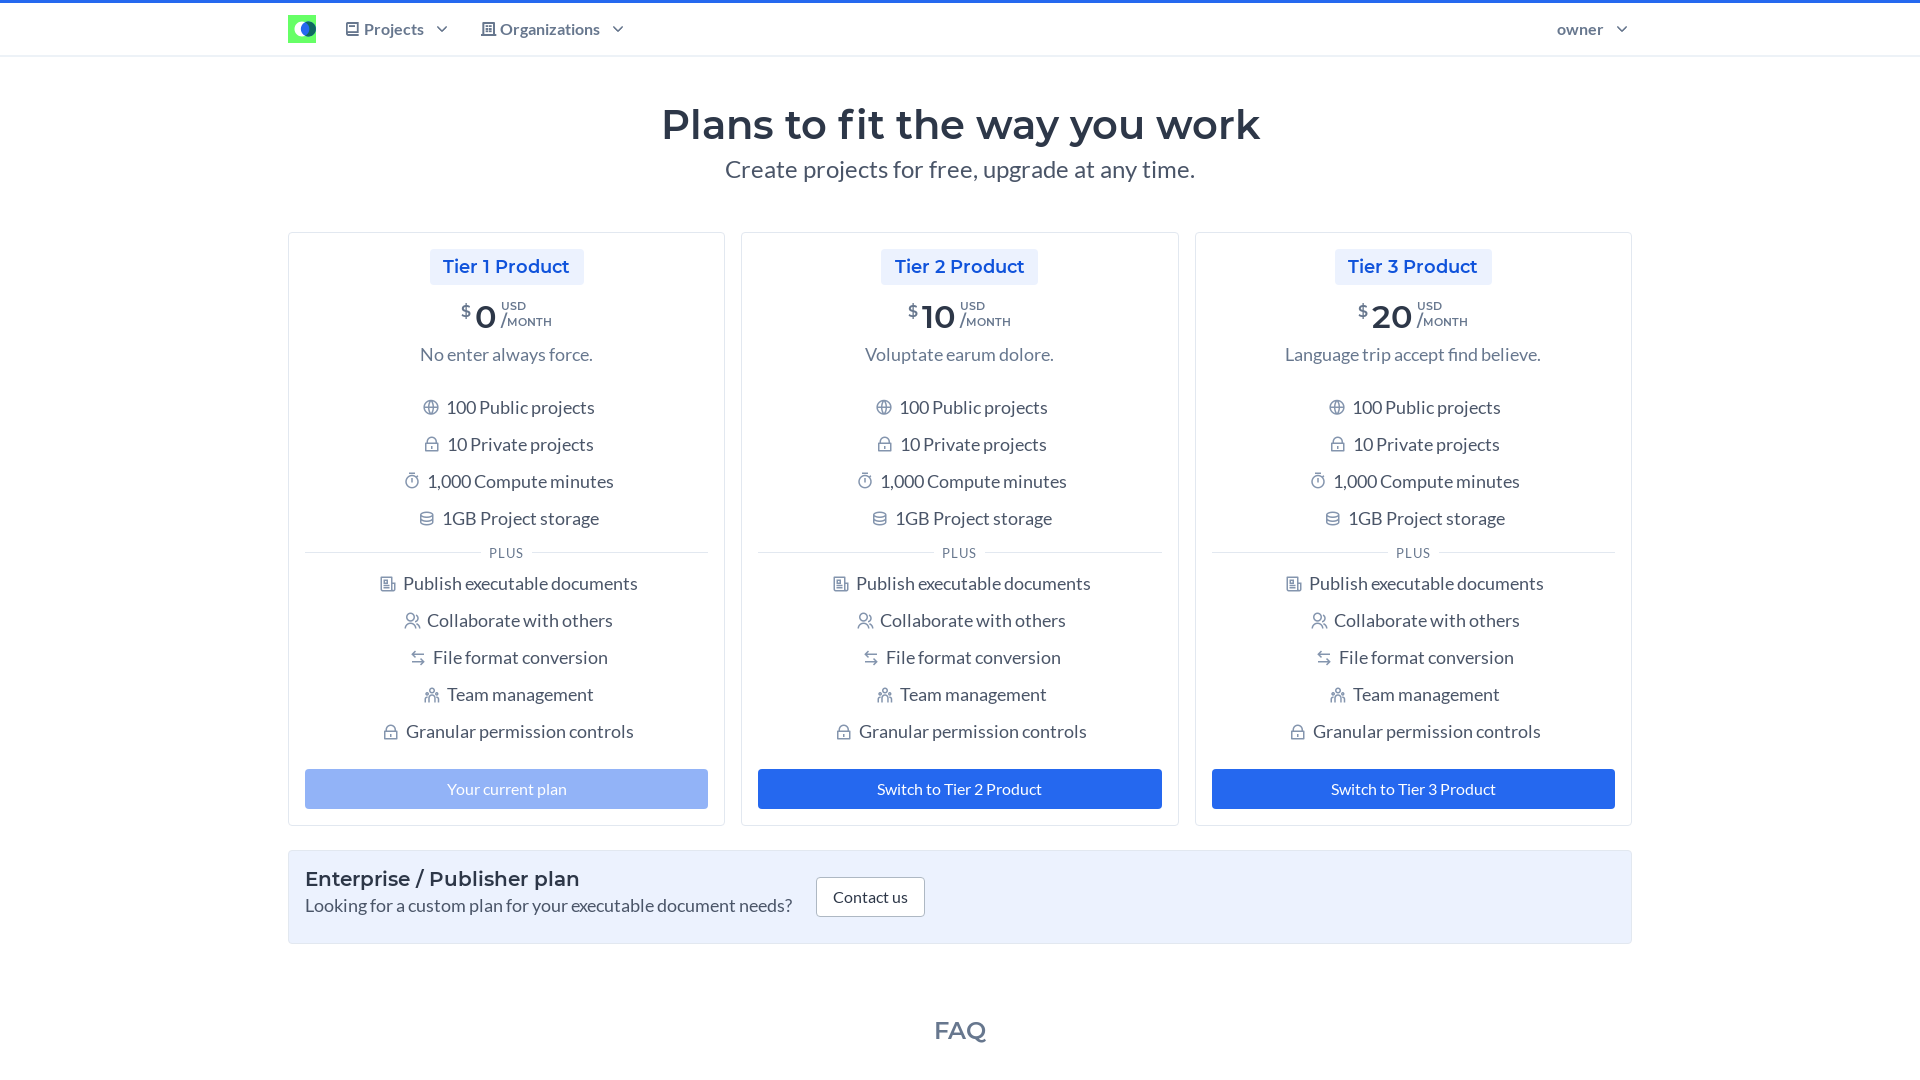 Projects
Organizations
owner
Plans to fit the way you work
Create projects for free, upgrade at any time.
Tier 1 Product
$ 0 USD
/MONTH
No enter always force.
100 Public projects
10 Private projects
1,000 Compute minutes
1GB Project storage
PLUS
Publish executable documents
Collaborate with others
File format conversion
Team management
Granular permission controls
Your current plan
Tier 2 Product
$ 10 USD
/MONTH
Voluptate earum dolore.
100 Public projects
10 Private projects
1,000 Compute minutes
1GB Project storage
PLUS
Publish executable documents
Collaborate with others
File format conversion
Team management
Granular permission controls
Switch to Tier 2 Product
Tier 3 Product
$ 20 USD
/MONTH
Language trip accept find believe.
100 Public projects
10 Private projects
1,000 Compute minutes
1GB Project storage
PLUS
Publish executable documents
Collaborate with others
File format conversion
Team management
Granular permission controls
Switch to Tier 3 Product
Enterprise / Publisher plan
Looking for a custom plan for your executable document needs?
Contact us
FAQ